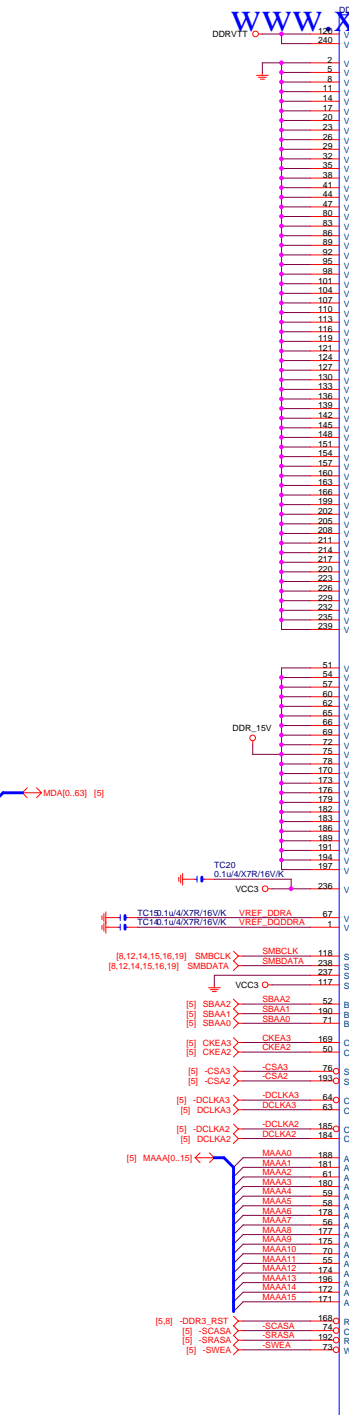 WWW.X
DDRVTT 120 V
240 V
2 V
5 V
8 V
11 V
14 V
17 V
20 V
23 V
26 V
29 V
32 V
35 V
38 V
41 V
44 V
47 V
80 V
83 V
86 V
89 V
92 V
95 V
98 V
101 V
104 V
107 V
110 V
113 V
116 V
119 V
121 V
124 V
127 V
130 V
133 V
136 V
139 V
142 V
145 V
148 V
151 V
154 V
157 V
160 V
163 V
166 V
199 V
202 V
205 V
208 V
211 V
214 V
217 V
220 V
223 V
226 V
229 V
232 V
235 V
239 V
51 V
54 V
57 V
60 V
62 V
65 V
66 V
69 V
DDR_15V 72 V
75 V
78 V
170 V
173 V
176 V
179 V
MDA[0..63] [5]
182 V
183 V
186 V
189 V
191 V
194 V
197 V
TC20
0.1u/4/X7R/16V/K
VCC3 236 V
TC15 0.1u/4/X7R/16V/K VREF_DDRA 67 V
TC14 0.1u/4/X7R/16V/K VREF_DQDDRA 1 V
[8,12,14,15,16,19] SMBCLK SMBCLK 118 S
[8,12,14,15,16,19] SMBDATA SMBDATA 238 S
237 S
VCC3 117 S
[5] SBAA2 SBAA2 52 B
[5] SBAA1 SBAA1 190 B
[5] SBAA0 SBAA0 71 B
[5] CKEA3 CKEA3 169 C
[5] CKEA2 CKEA2 50 C
[5] -CSA3 -CSA3 76 S
[5] -CSA2 -CSA2 193 S
[5] -DCLKA3 -DCLKA3 64 C
[5] DCLKA3 DCLKA3 63 C
[5] -DCLKA2 -DCLKA2 185 C
[5] DCLKA2 DCLKA2 184 C
[5] MAAA[0..15] MAAA0 188 A
MAAA1 181 A
MAAA2 61 A
MAAA3 180 A
MAAA4 59 A
MAAA5 58 A
MAAA6 178 A
MAAA7 56 A
MAAA8 177 A
MAAA9 175 A
MAAA10 70 A
MAAA11 55 A
MAAA12 174 A
MAAA13 196 A
MAAA14 172 A
MAAA15 171 A
[5,8] -DDR3_RST 168 R
[5] -SCASA -SCASA 74 C
[5] -SRASA -SRASA 192 R
[5] -SWEA -SWEA 73 W